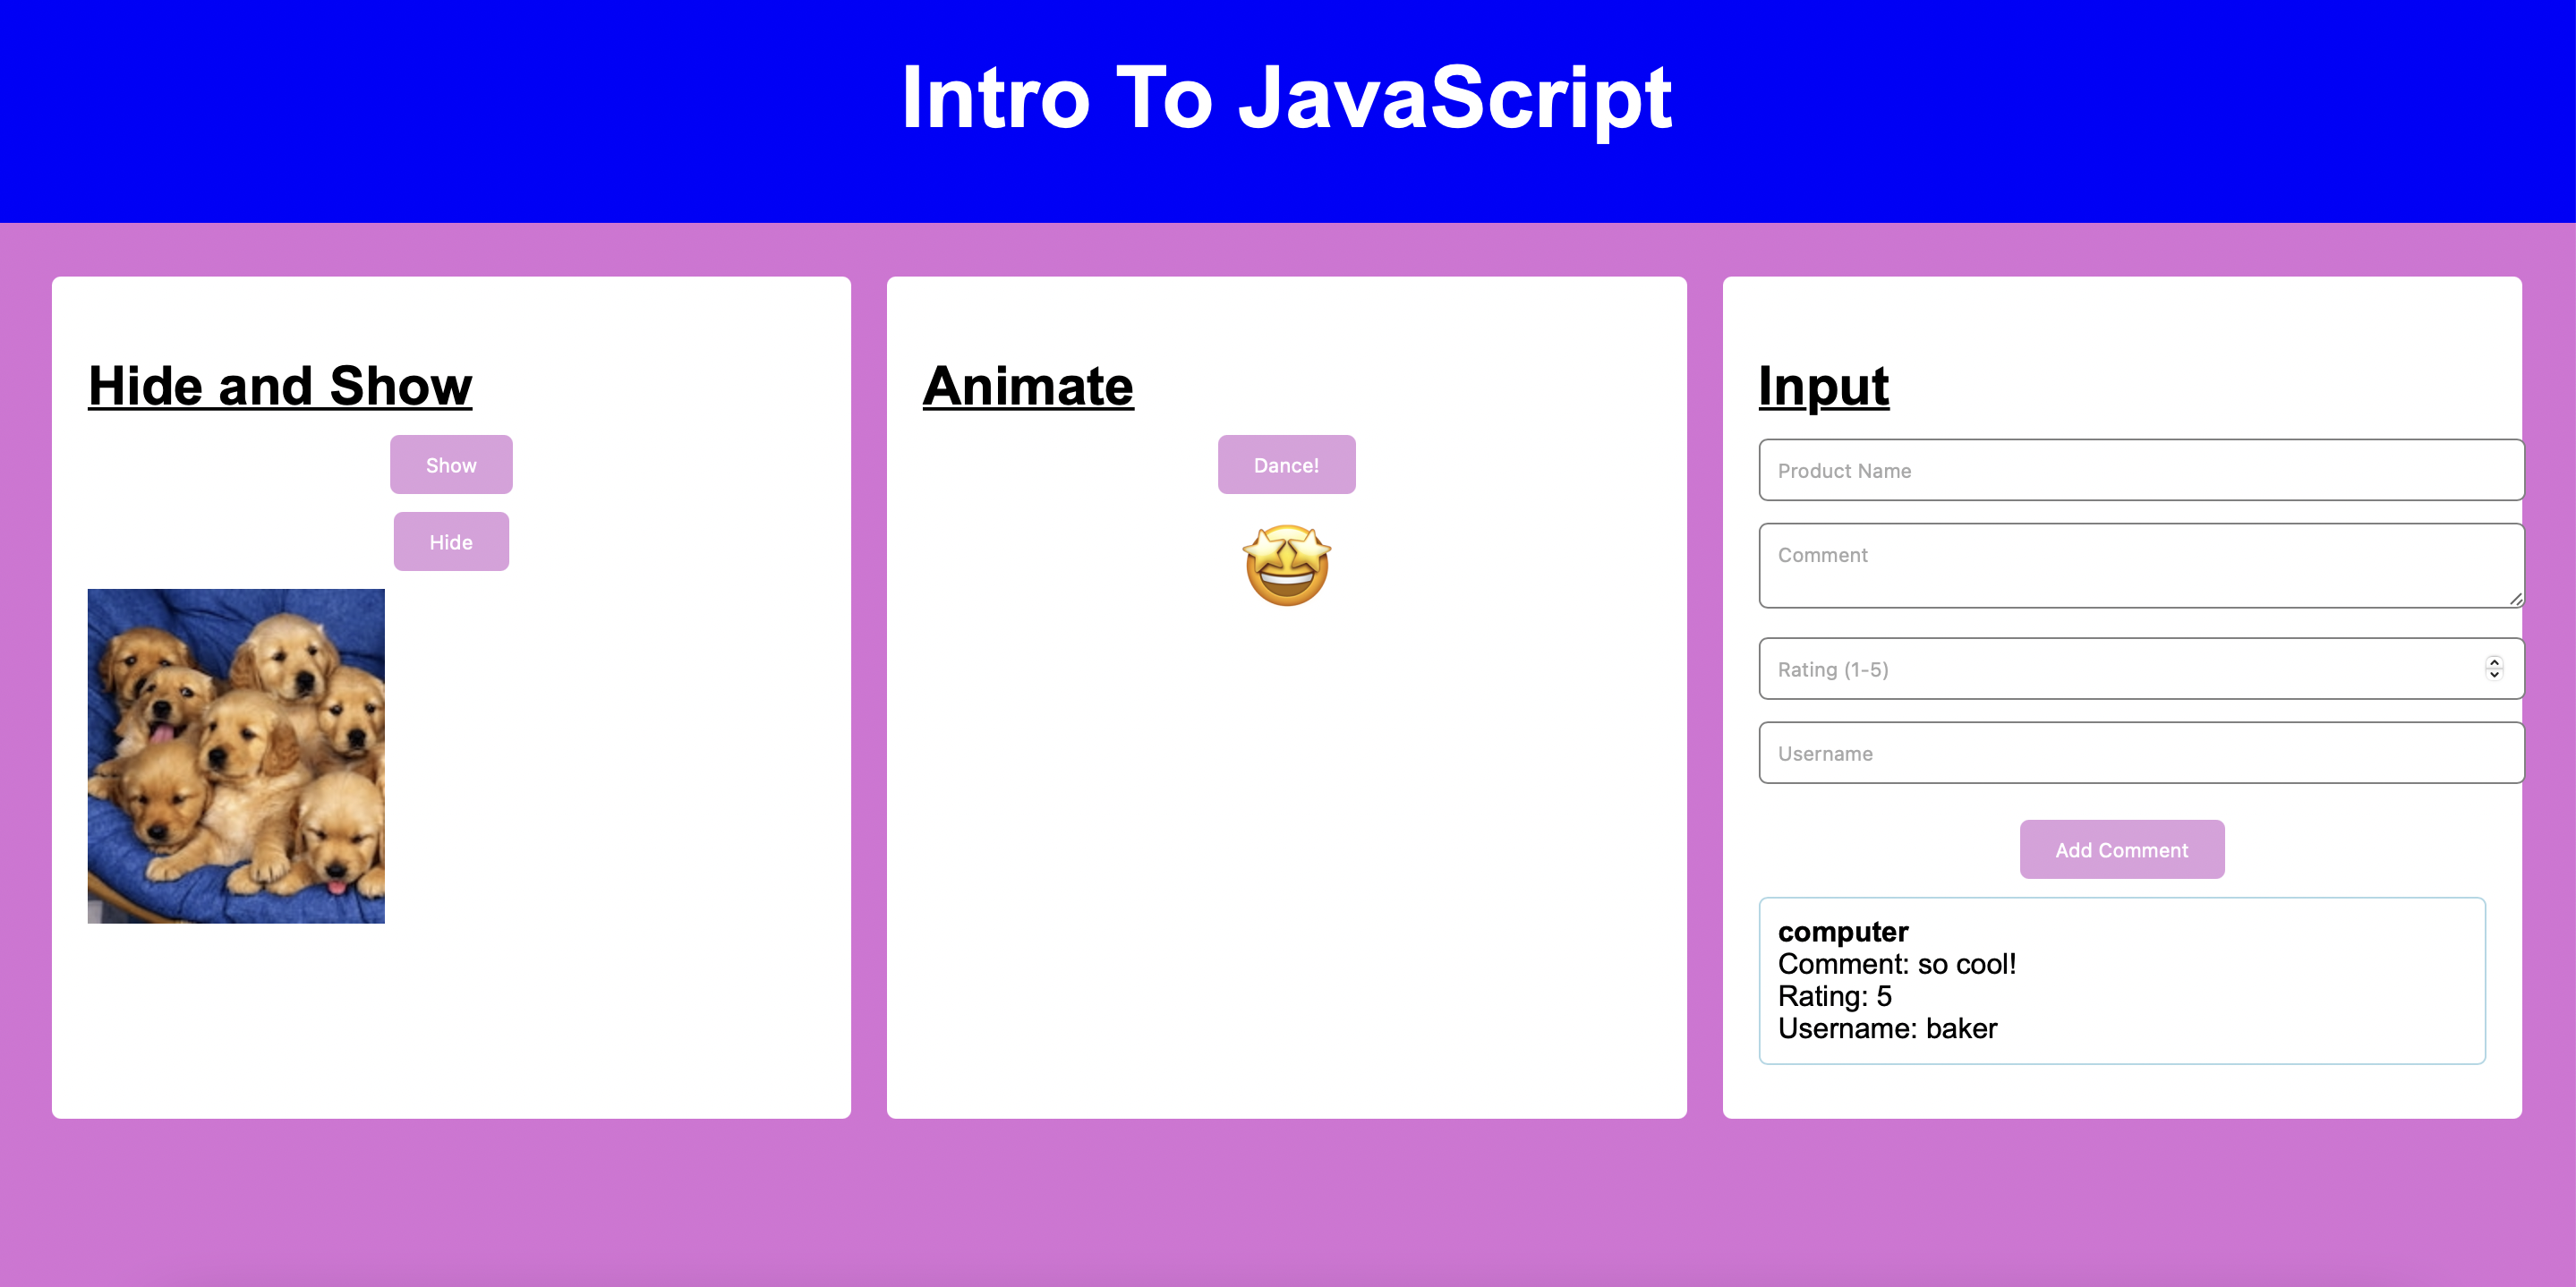 Intro To JavaScript
Hide and Show
Show
Hide
Animate
Dance!
Input
Product Name
Comment
Rating (1-5)
Username
Add Comment
computer
Comment: so cool!
Rating: 5
Username: baker